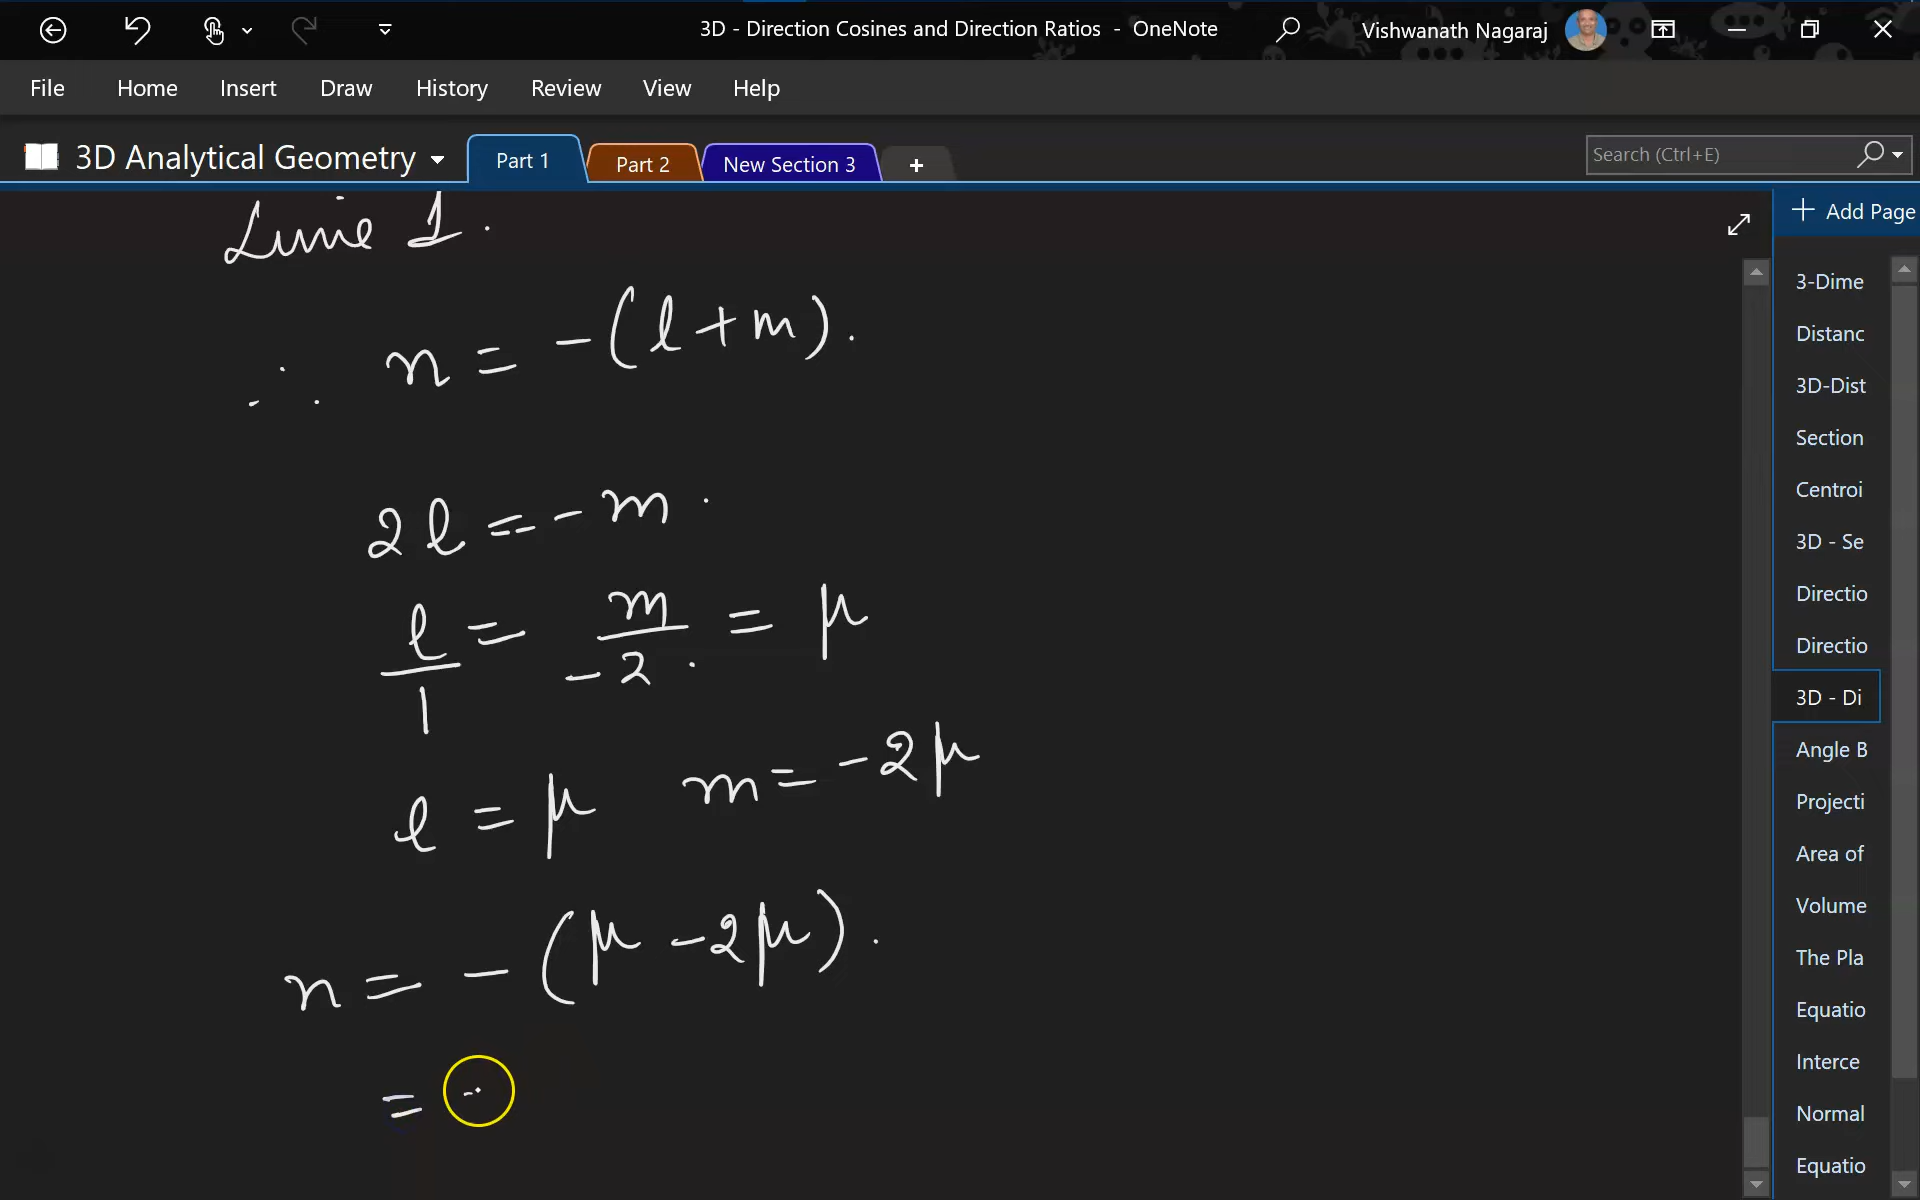 3D - Direction Cosines and Direction Ratios - OneNote
Vishwanath Nagaraj
File Home Insert Draw History Review View Help
3D Analytical Geometry
Part 1 Part 2 New Section 3 +
Search (Ctrl+E)
+ Add Page
Line 1.
∴ n = -(l+m).
2l = -m.
l/1 = m/-2 = μ
l = μ m = -2μ
n = -(μ -2μ).
= -
3-Dime
Distanc
3D-Dist
Section
Centroi
3D - Se
Directio
Directio
3D - Di
Angle B
Projecti
Area of
Volume
The Pla
Equatio
Interce
Normal
Equatio